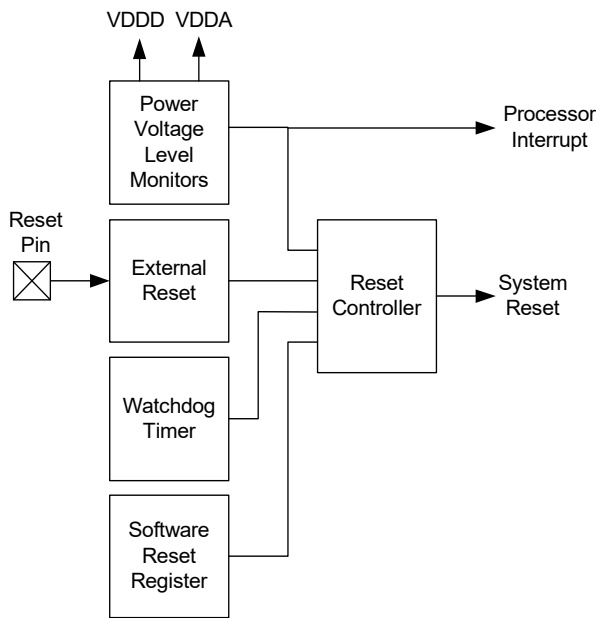 VDDD VDDA
Power
Voltage
Level
Monitors
Processor
Interrupt
Reset
Pin
External
Reset
Reset
Controller
System
Reset
Watchdog
Timer
Software
Reset
Register